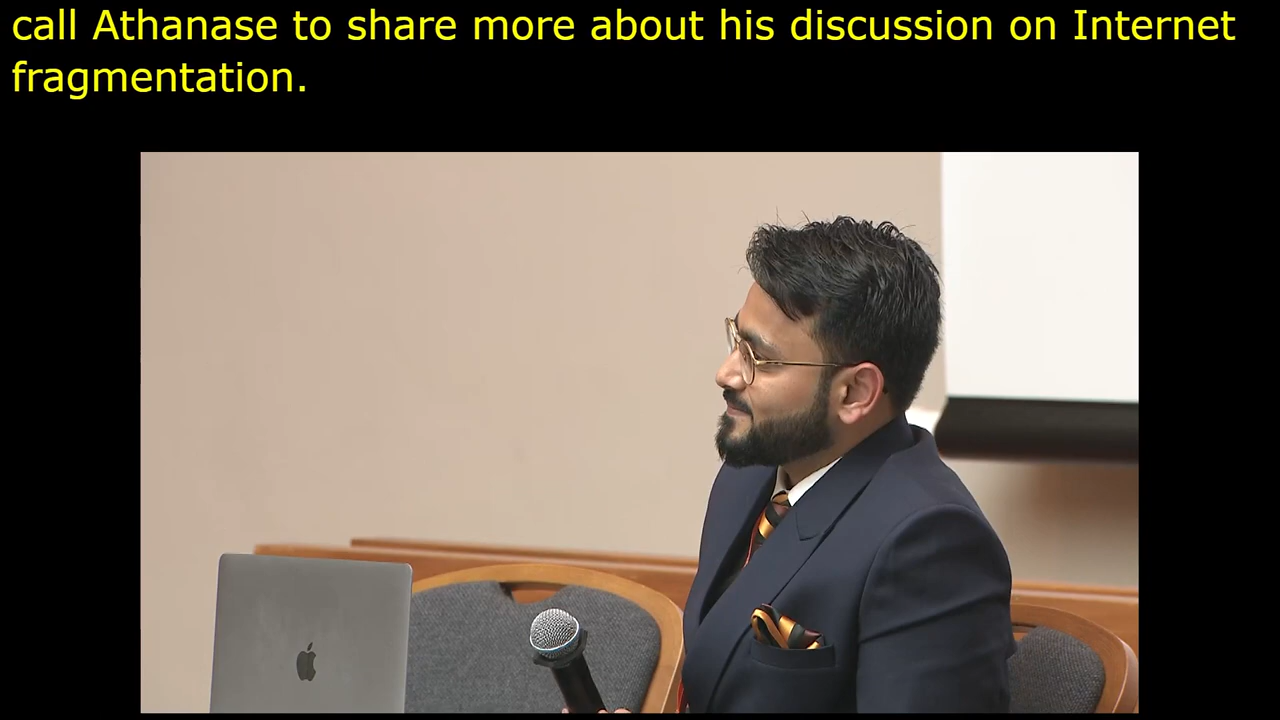 call Athanase to share more about his discussion on Internet
fragmentation.